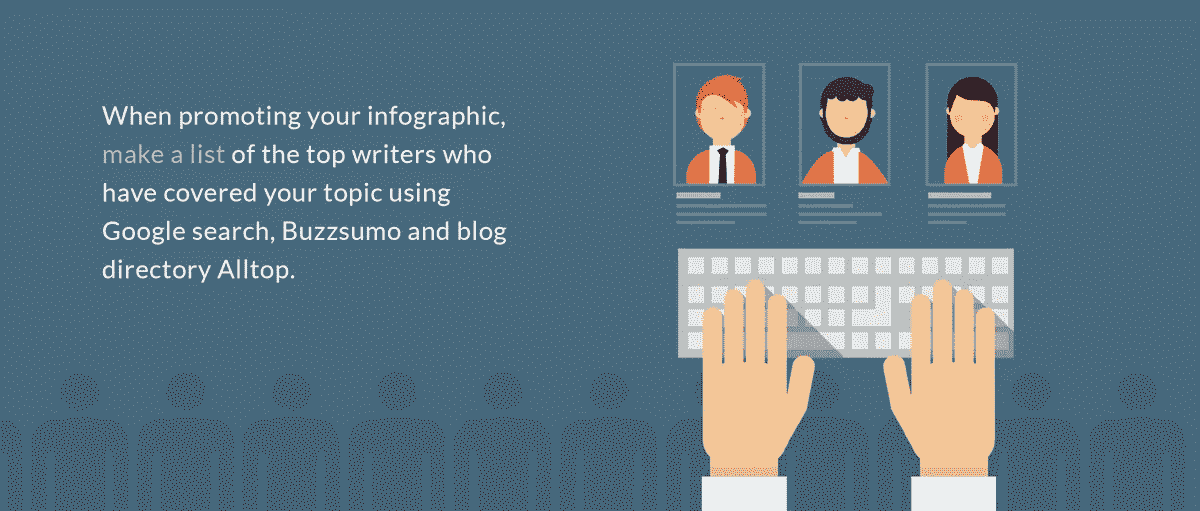 When promoting your infographic,
make a list of the top writers who
have covered your topic using
Google search, Buzzsumo and blog
directory Alltop.